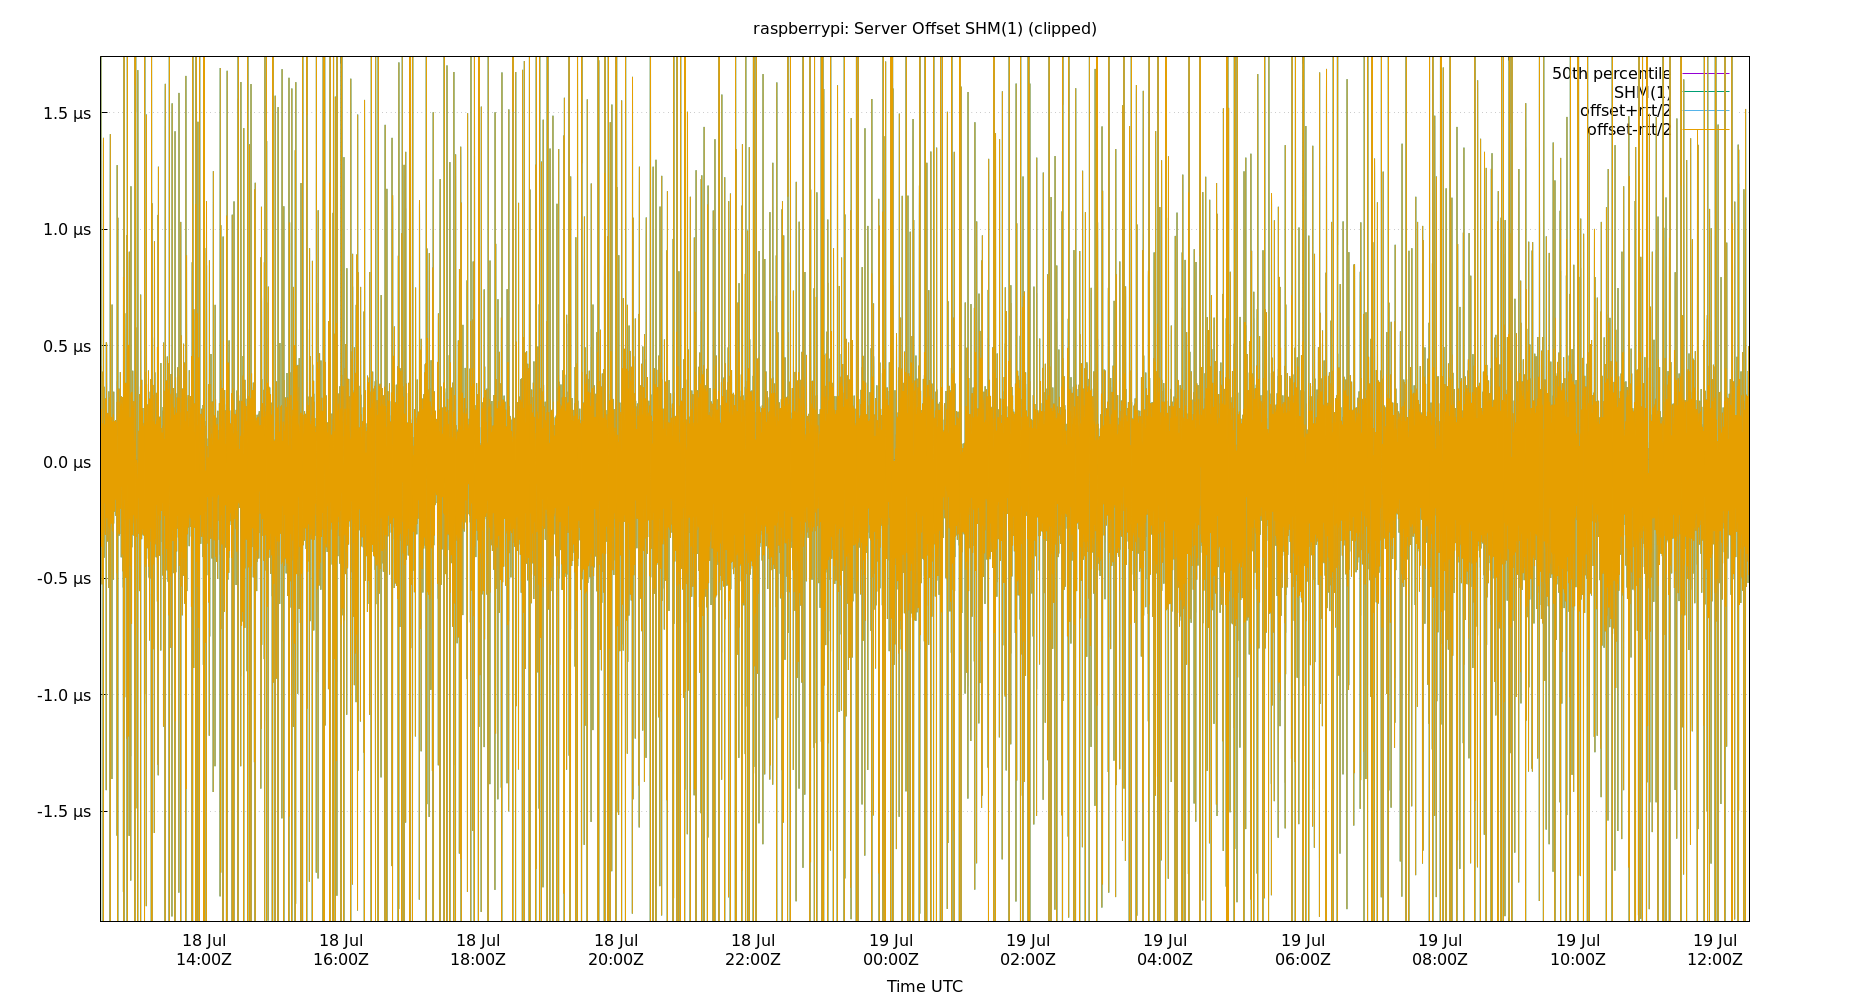 raspberrypi: Server Offset SHM(1) (clipped)
50th percentile
SHM(1)
offset+rtt/2
offset-rtt/2
1.5 µs
1.0 µs
0.5 µs
0.0 µs
-0.5 µs
-1.0 µs
-1.5 µs
18 Jul 18 Jul 18 Jul 18 Jul 18 Jul 19 Jul 19 Jul 19 Jul 19 Jul 19 Jul 19 Jul 19 Jul
14:00Z 16:00Z 18:00Z 20:00Z 22:00Z 00:00Z 02:00Z 04:00Z 06:00Z 08:00Z 10:00Z 12:00Z
Time UTC